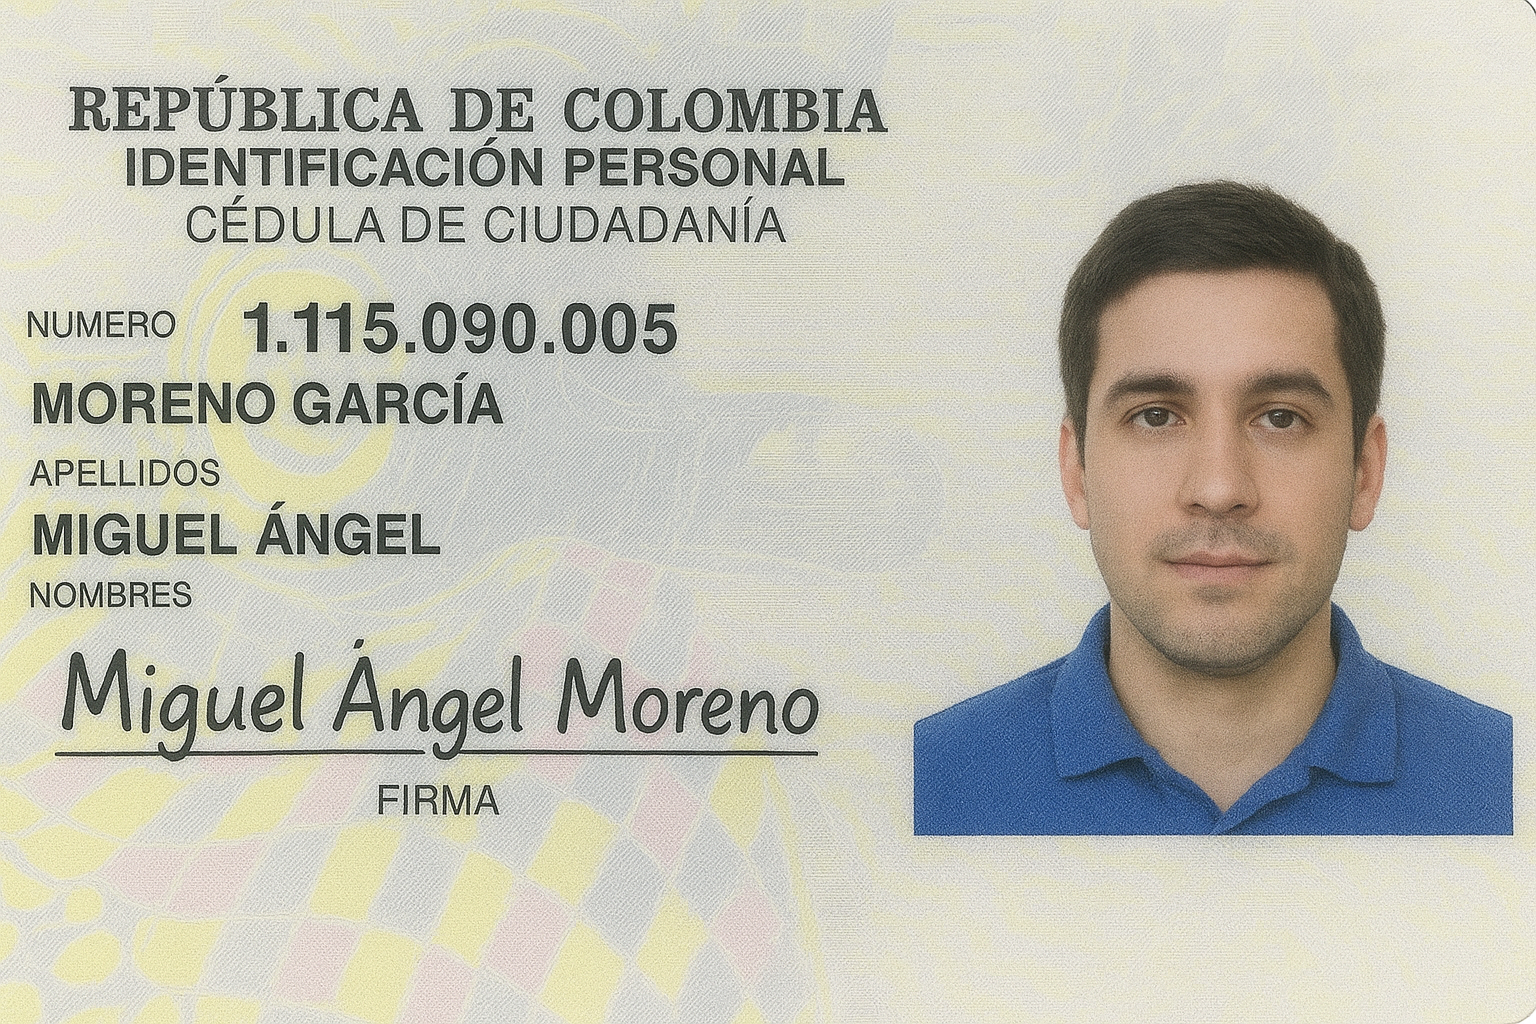 REPÚBLICA DE COLOMBIA
IDENTIFICACIÓN PERSONAL
CÉDULA DE CIUDADANÍA
NUMERO 1.115.090.005
MORENO GARCÍA
APELLIDOS
MIGUEL ÁNGEL
NOMBRES
Miguel Ángel Moreno
FIRMA